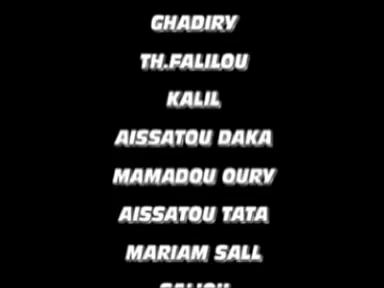 GHADIRY
TH.FALILOU
KALIL
AISSATOU DAKA
MAMADOU OURY
AISSATOU TATA
MARIAM SALL